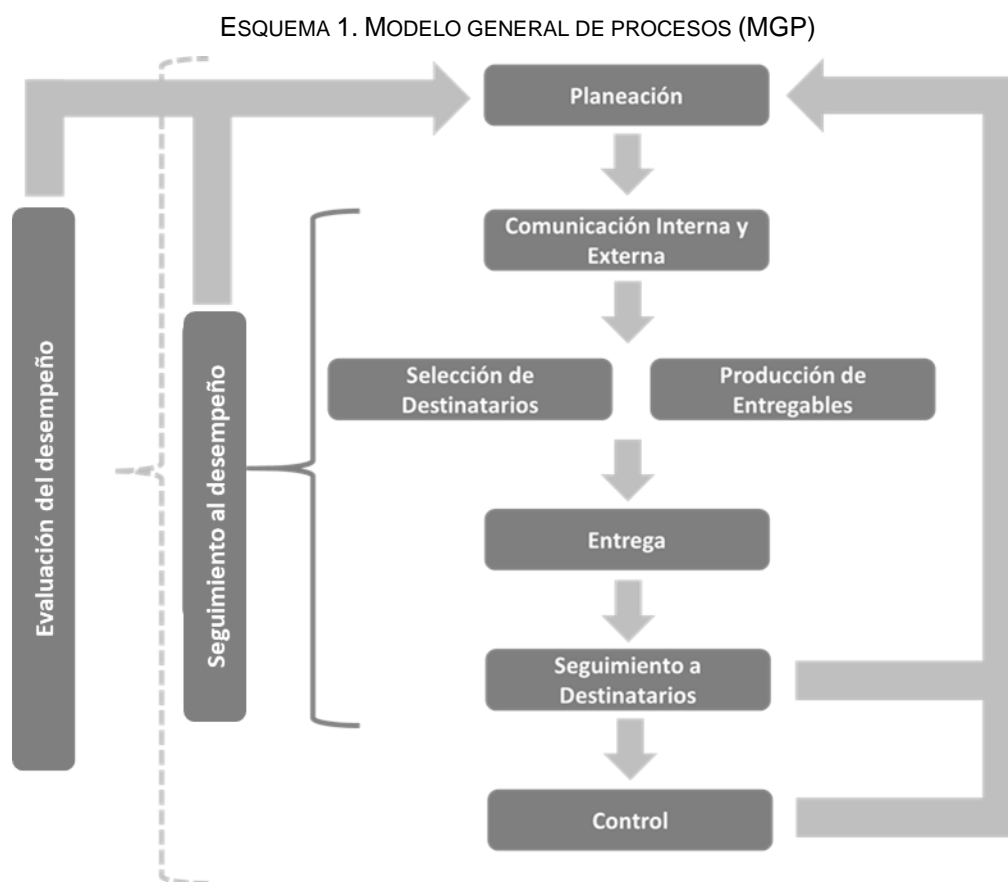 ESQUEMA 1. MODELO GENERAL DE PROCESOS (MGP)
Planeación
Comunicación Interna y
Externa
Selección de
Destinatarios
Producción de
Entregables
Entrega
Seguimiento a
Destinatarios
Control
Evaluación del desempeño
Seguimiento al desempeño